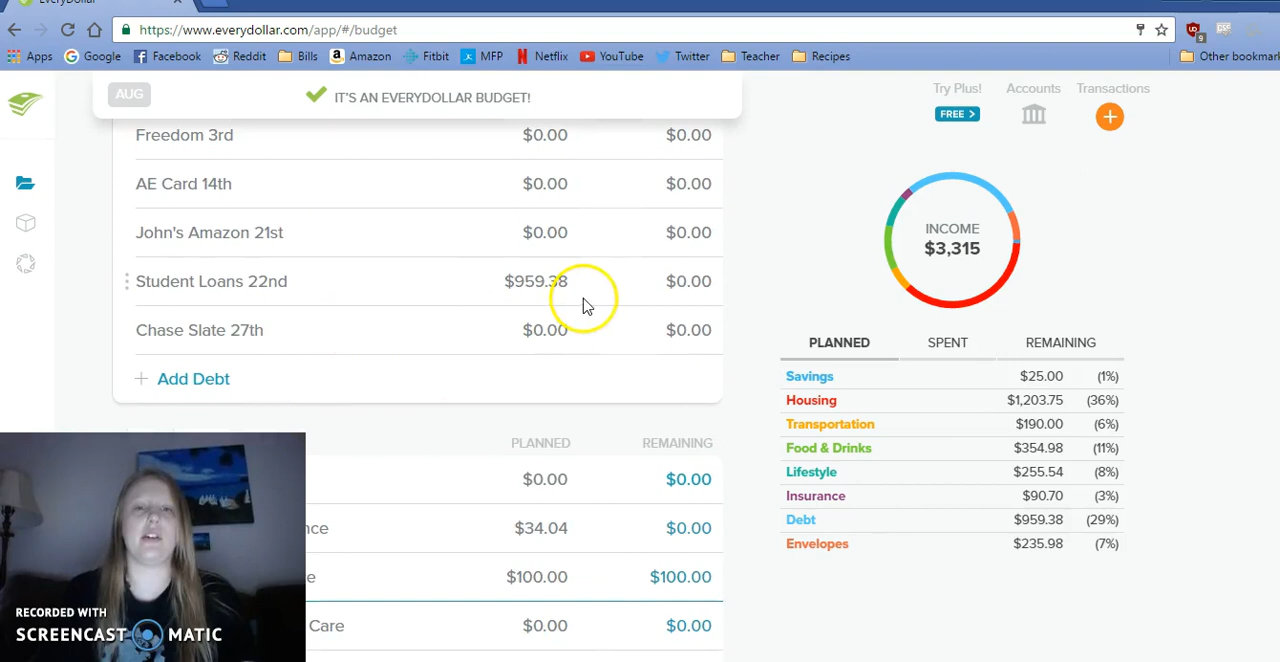 EveryDollar
https://www.everydollar.com/app/#/budget
Apps Google Facebook Reddit Bills Amazon Fitbit MFP Netflix YouTube Twitter Teacher Recipes Other bookmar
AUG IT'S AN EVERYDOLLAR BUDGET!
Try Plus! Accounts Transactions
FREE >
Freedom 3rd $0.00 $0.00
AE Card 14th $0.00 $0.00
John's Amazon 21st $0.00 $0.00
Student Loans 22nd $959.38 $0.00
Chase Slate 27th $0.00 $0.00
+ Add Debt
PLANNED REMAINING
$0.00 $0.00
nce $34.04 $0.00
e $100.00 $100.00
Care $0.00 $0.00
INCOME
$3,315
PLANNED SPENT REMAINING
Savings $25.00 (1%)
Housing $1,203.75 (36%)
Transportation $190.00 (6%)
Food & Drinks $354.98 (11%)
Lifestyle $255.54 (8%)
Insurance $90.70 (3%)
Debt $959.38 (29%)
Envelopes $235.98 (7%)
RECORDED WITH
SCREENCAST MATIC